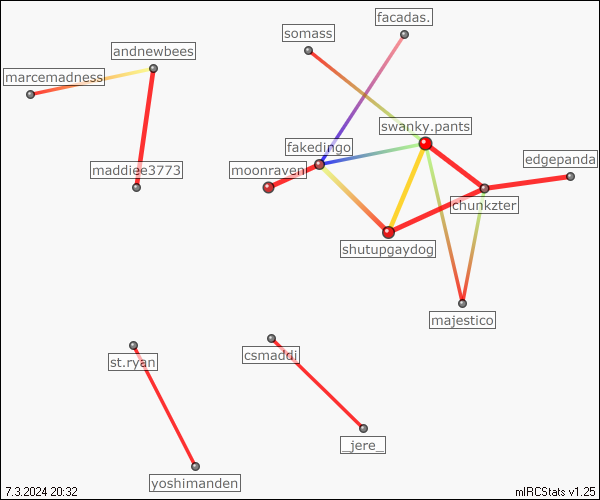 facadas.
somass
andnewbees
marcemadness
swanky.pants
fakedingo
edgepanda
maddiee3773
moonraven
chunkzter
shutupgaydog
majestico
csmaddi
st.ryan
_jere_
yoshimanden
7.3.2024 20:32
mIRCStats v1.25